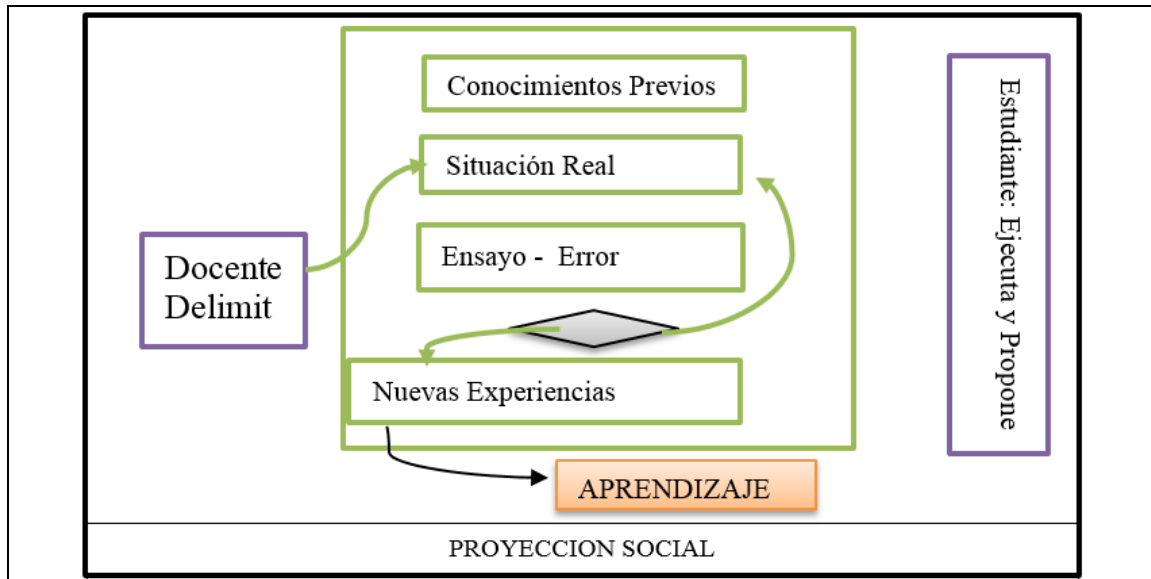 Conocimientos Previos
Situación Real
Ensayo - Error
Docente
Delimit
Nuevas Experiencias
APRENDIZAJE
Estudiante: Ejecuta y Propone
PROYECCION SOCIAL